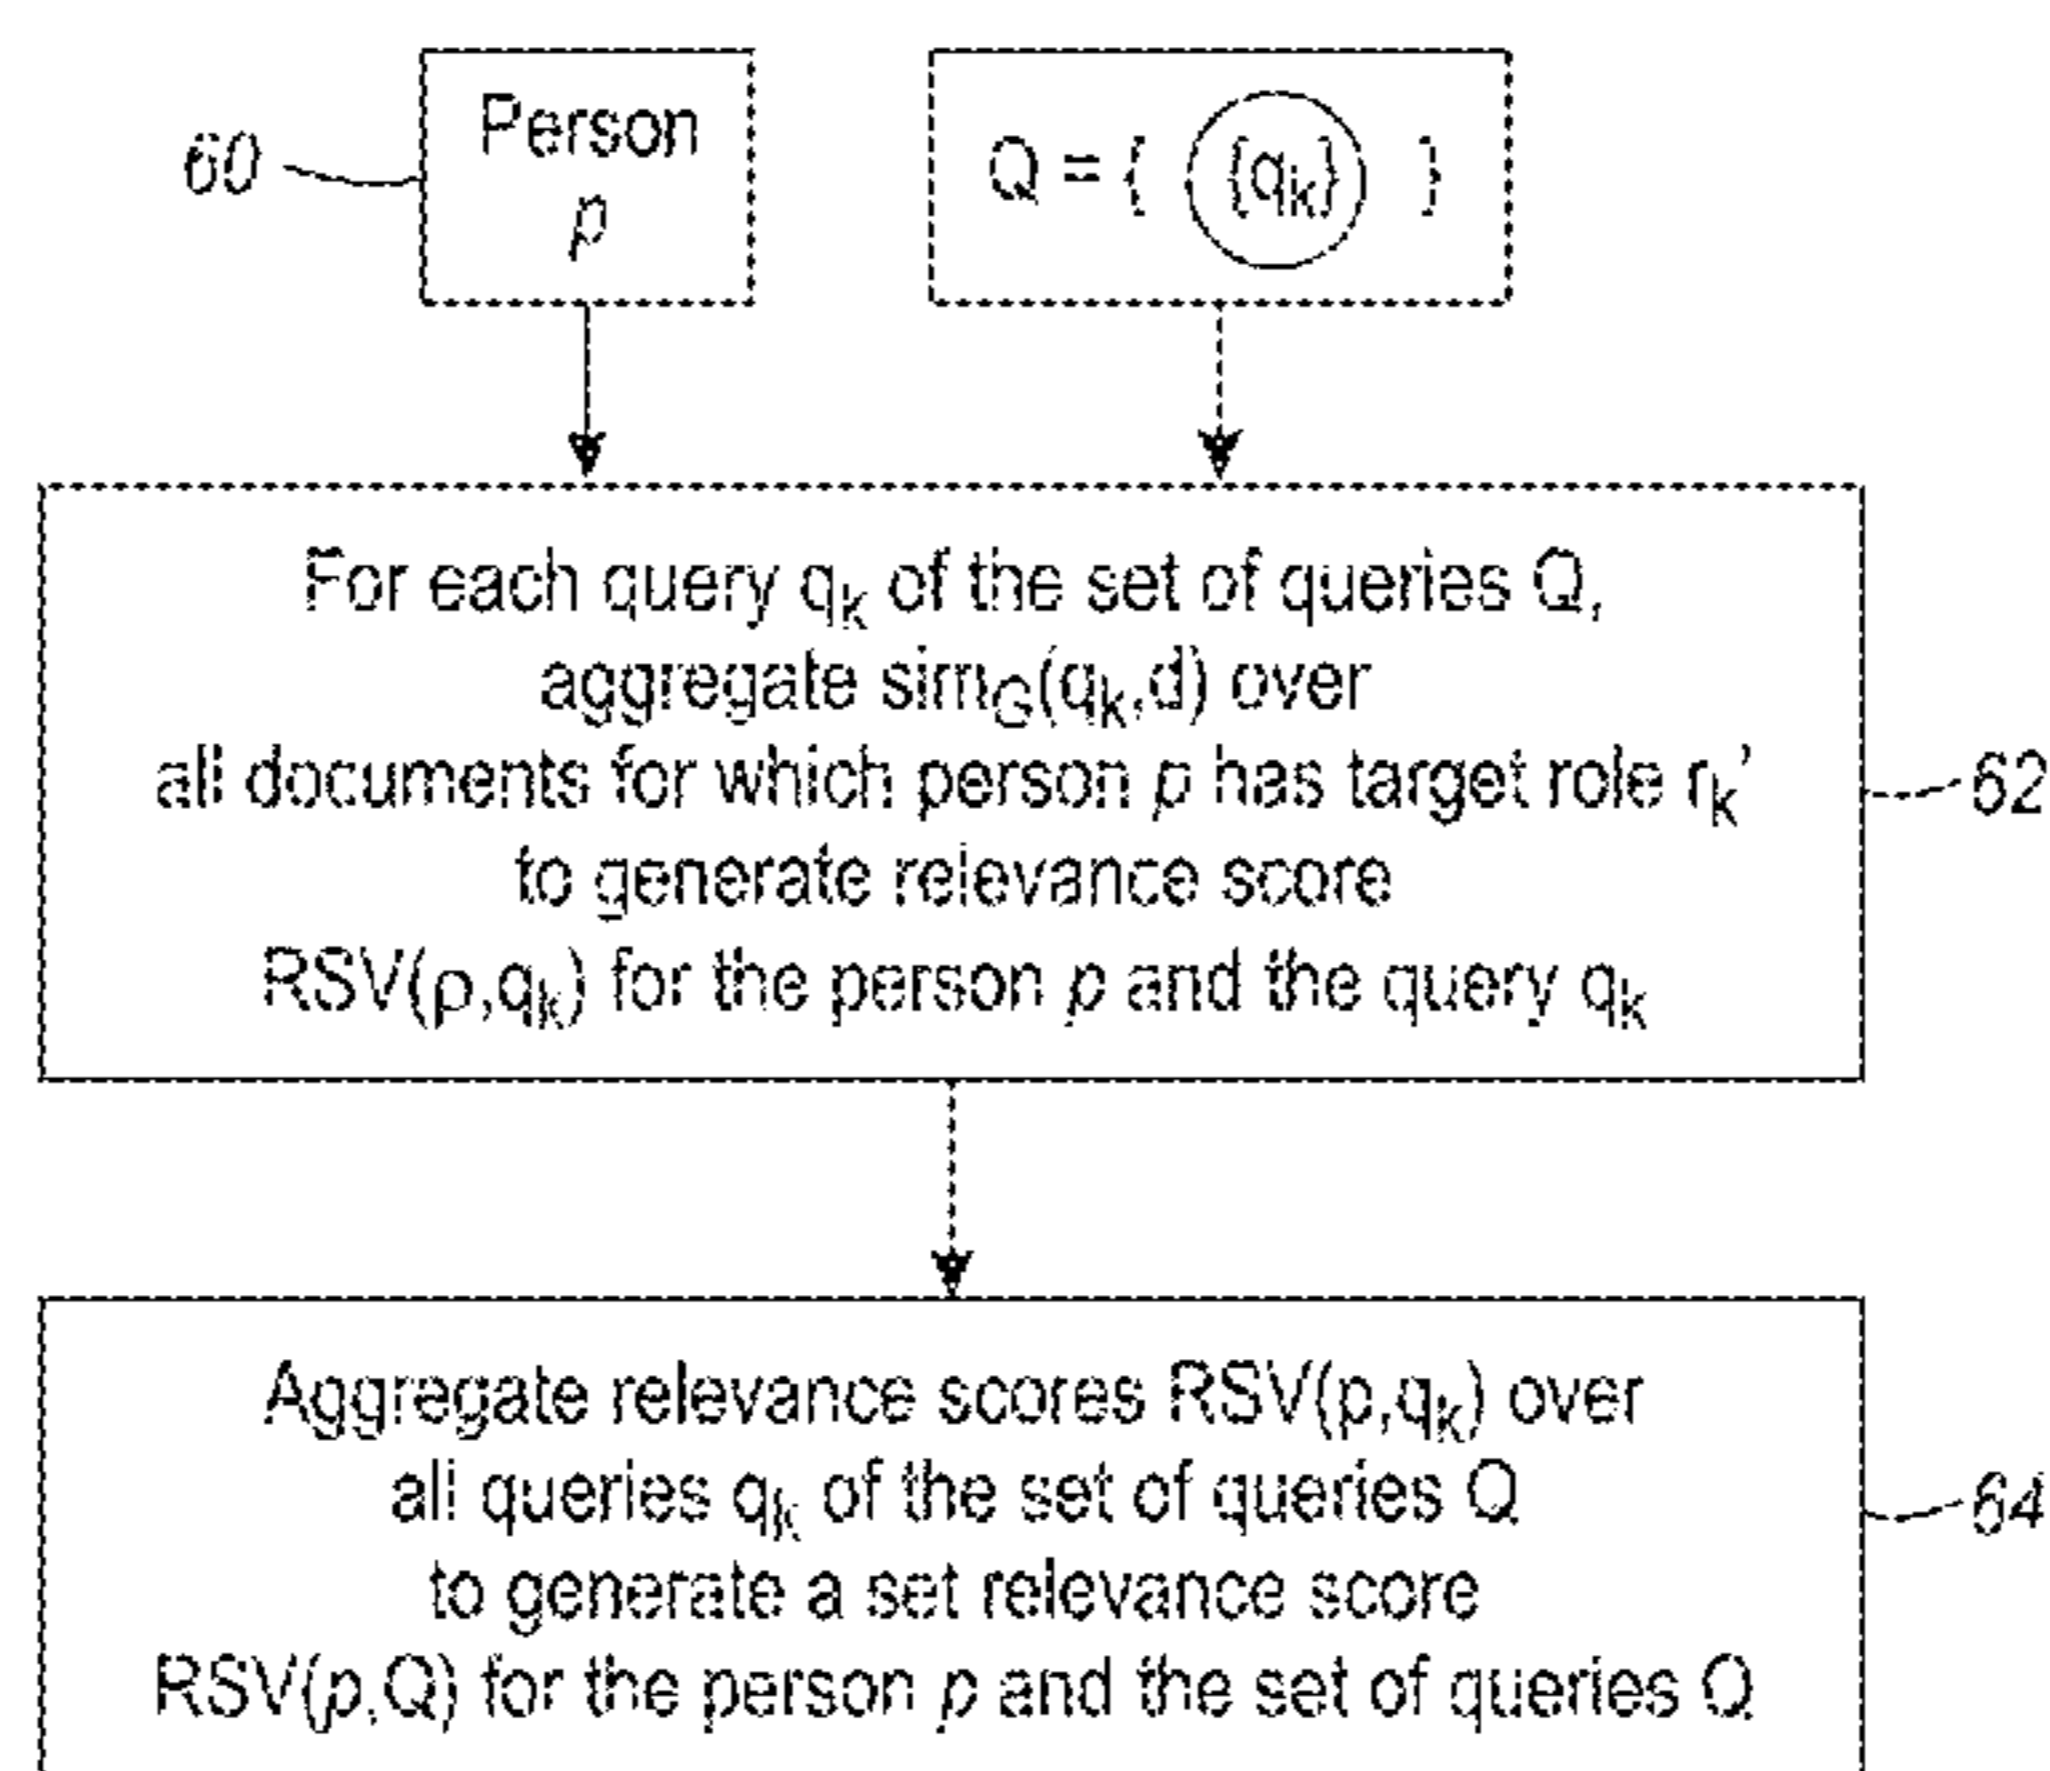 60
Person
p
Q = { {qk} }
For each query qk of the set of queries Q,
aggregate simG(qk,d) over
all documents for which person p has target role rk’
to generate relevance score
RSV(p,qk) for the person p and the query qk
62
Aggregate relevance scores RSV(p,qk) over
all queries qk of the set of queries Q
to generate a set relevance score
RSV(p,Q) for the person p and the set of queries Q
64